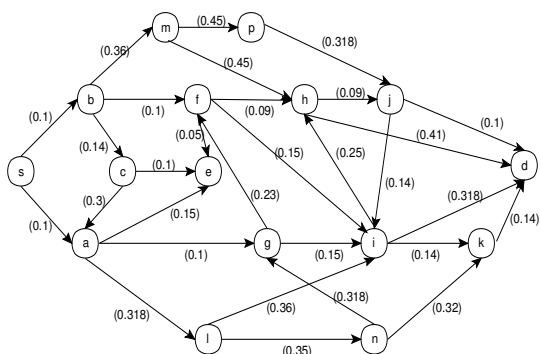 m
(0.45)
p
(0.36)
(0.45)
(0.318)
b
(0.1)
f
(0.09)
h
(0.09)
j
(0.1)
(0.1)
(0.14)
(0.05)
(0.41)
s
c
(0.1)
e
(0.15)
(0.25)
(0.14)
d
(0.3)
(0.15)
(0.23)
(0.318)
(0.1)
a
(0.1)
g
(0.15)
i
(0.14)
k
(0.14)
(0.318)
(0.36)
(0.318)
(0.32)
l
(0.35)
n